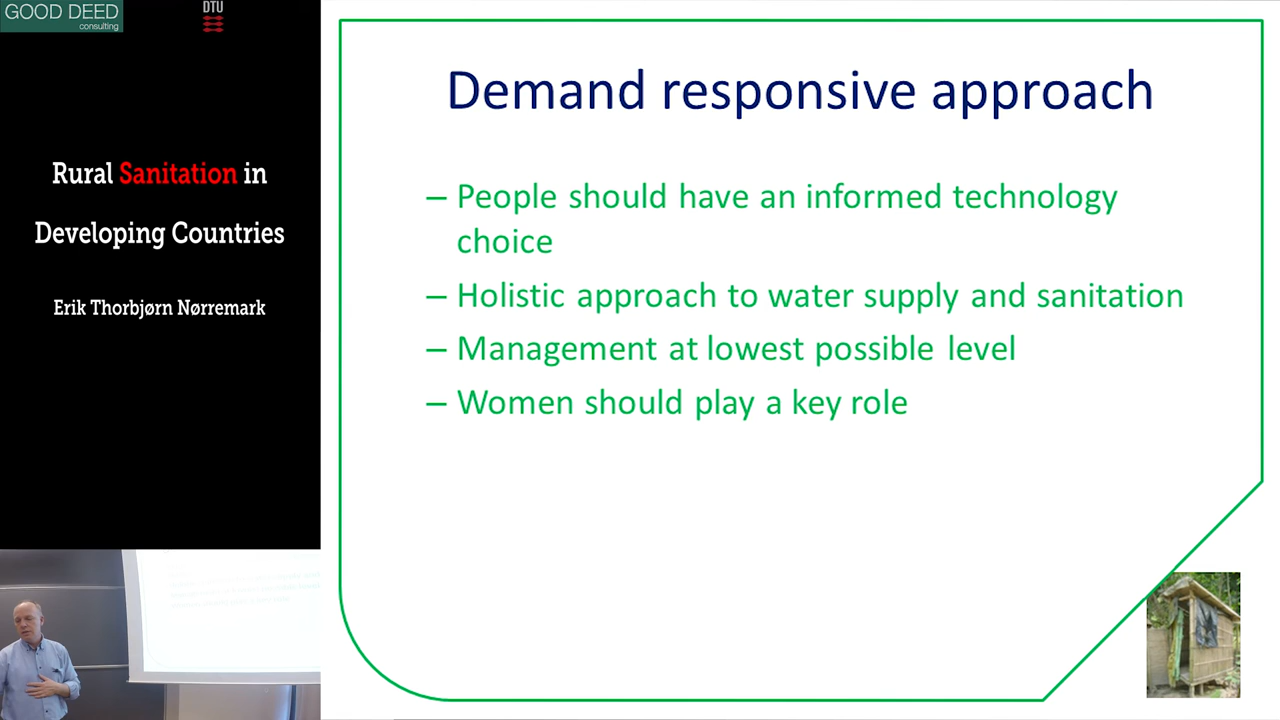 GOOD DEED
consulting
DTU
Rural Sanitation in
Developing Countries
Erik Thorbjørn Nørremark
Demand responsive approach
– People should have an informed technology
choice
– Holistic approach to water supply and sanitation
– Management at lowest possible level
– Women should play a key role